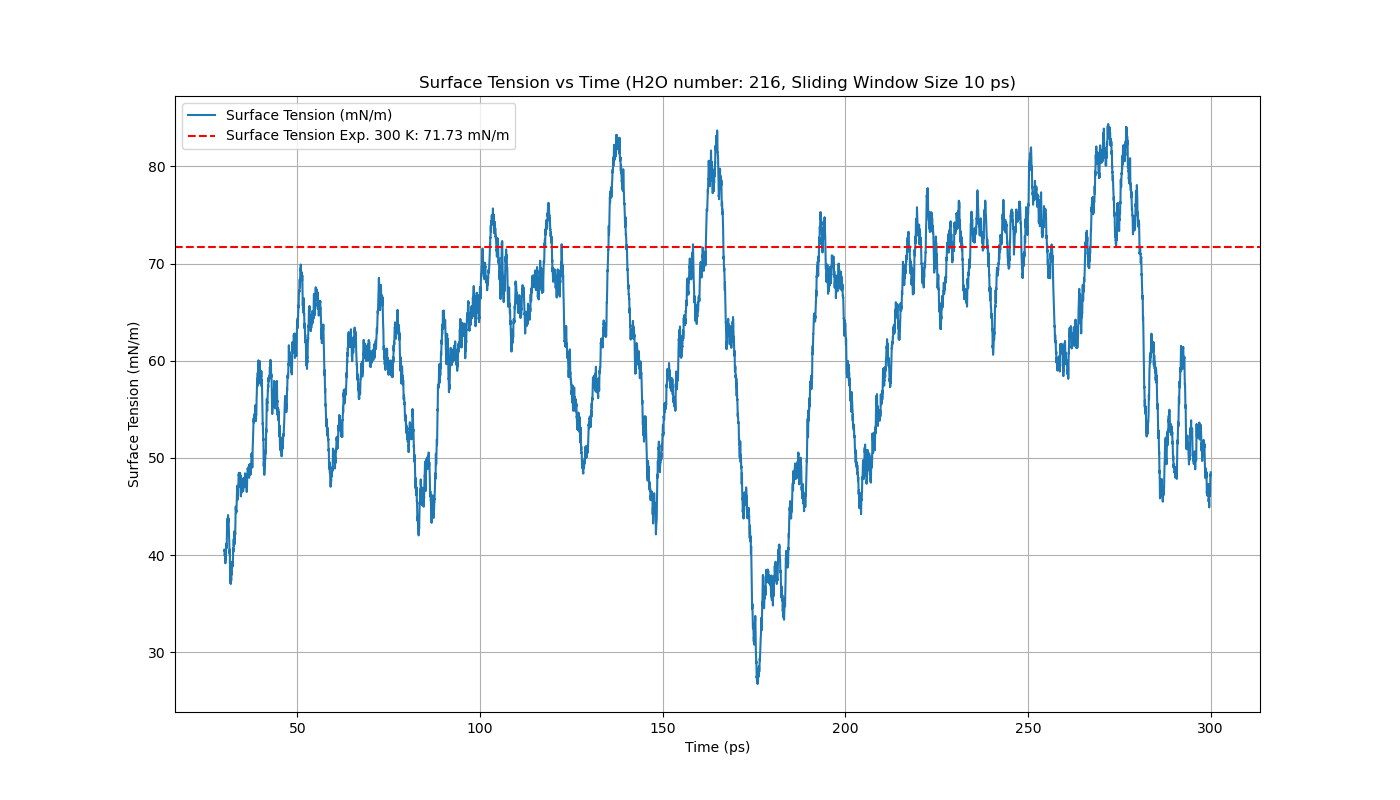 Surface Tension vs Time (H2O number: 216, Sliding Window Size 10 ps)
Surface Tension (mN/m)
Surface Tension Exp. 300 K: 71.73 mN/m
80
70
60
50
40
30
Surface Tension (mN/m)
50 100 150 200 250 300
Time (ps)